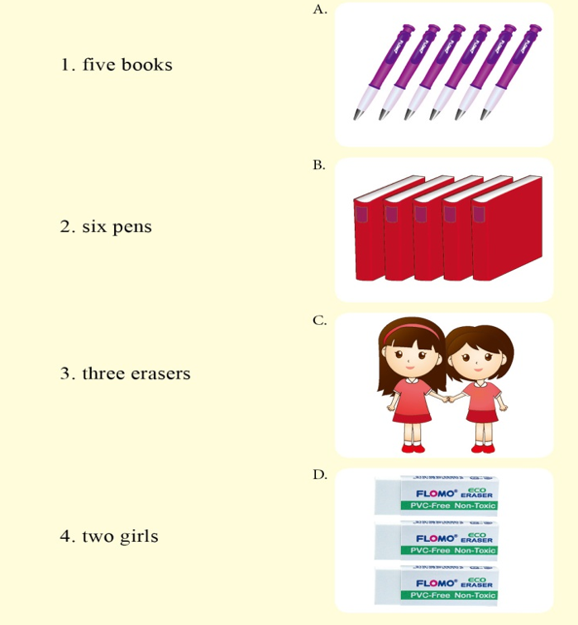 A.
1. five books
B.
2. six pens
C.
3. three erasers
D.
FLOMO® ECO ERASER
PVC-Free Non-Toxic
FLOMO® ECO ERASER
PVC-Free Non-Toxic
4. two girls
FLOMO® ECO ERASER
PVC-Free Non-Toxic